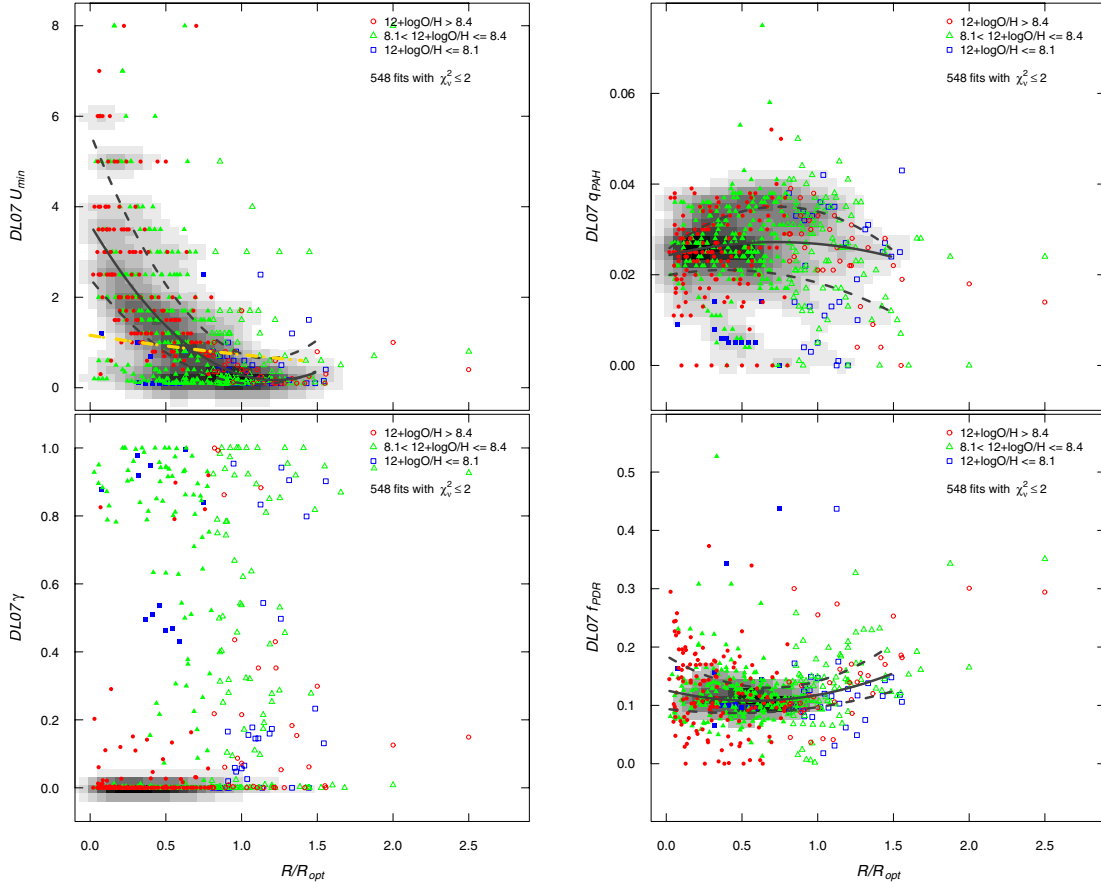 DL07 U_min
8
6
4
2
0
12+logO/H > 8.4
8.1< 12+logO/H <= 8.4
12+logO/H <= 8.1
548 fits with χ²ᵥ ≤ 2
DL07 q_PAH
0.06
0.04
0.02
0.00
12+logO/H > 8.4
8.1< 12+logO/H <= 8.4
12+logO/H <= 8.1
548 fits with χ²ᵥ ≤ 2
DL07 γ
1.0
0.8
0.6
0.4
0.2
0.0
12+logO/H > 8.4
8.1< 12+logO/H <= 8.4
12+logO/H <= 8.1
548 fits with χ²ᵥ ≤ 2
0.0 0.5 1.0 1.5 2.0 2.5
R/R_opt
DL07 f_PDR
0.5
0.4
0.3
0.2
0.1
0.0
12+logO/H > 8.4
8.1< 12+logO/H <= 8.4
12+logO/H <= 8.1
548 fits with χ²ᵥ ≤ 2
0.0 0.5 1.0 1.5 2.0 2.5
R/R_opt